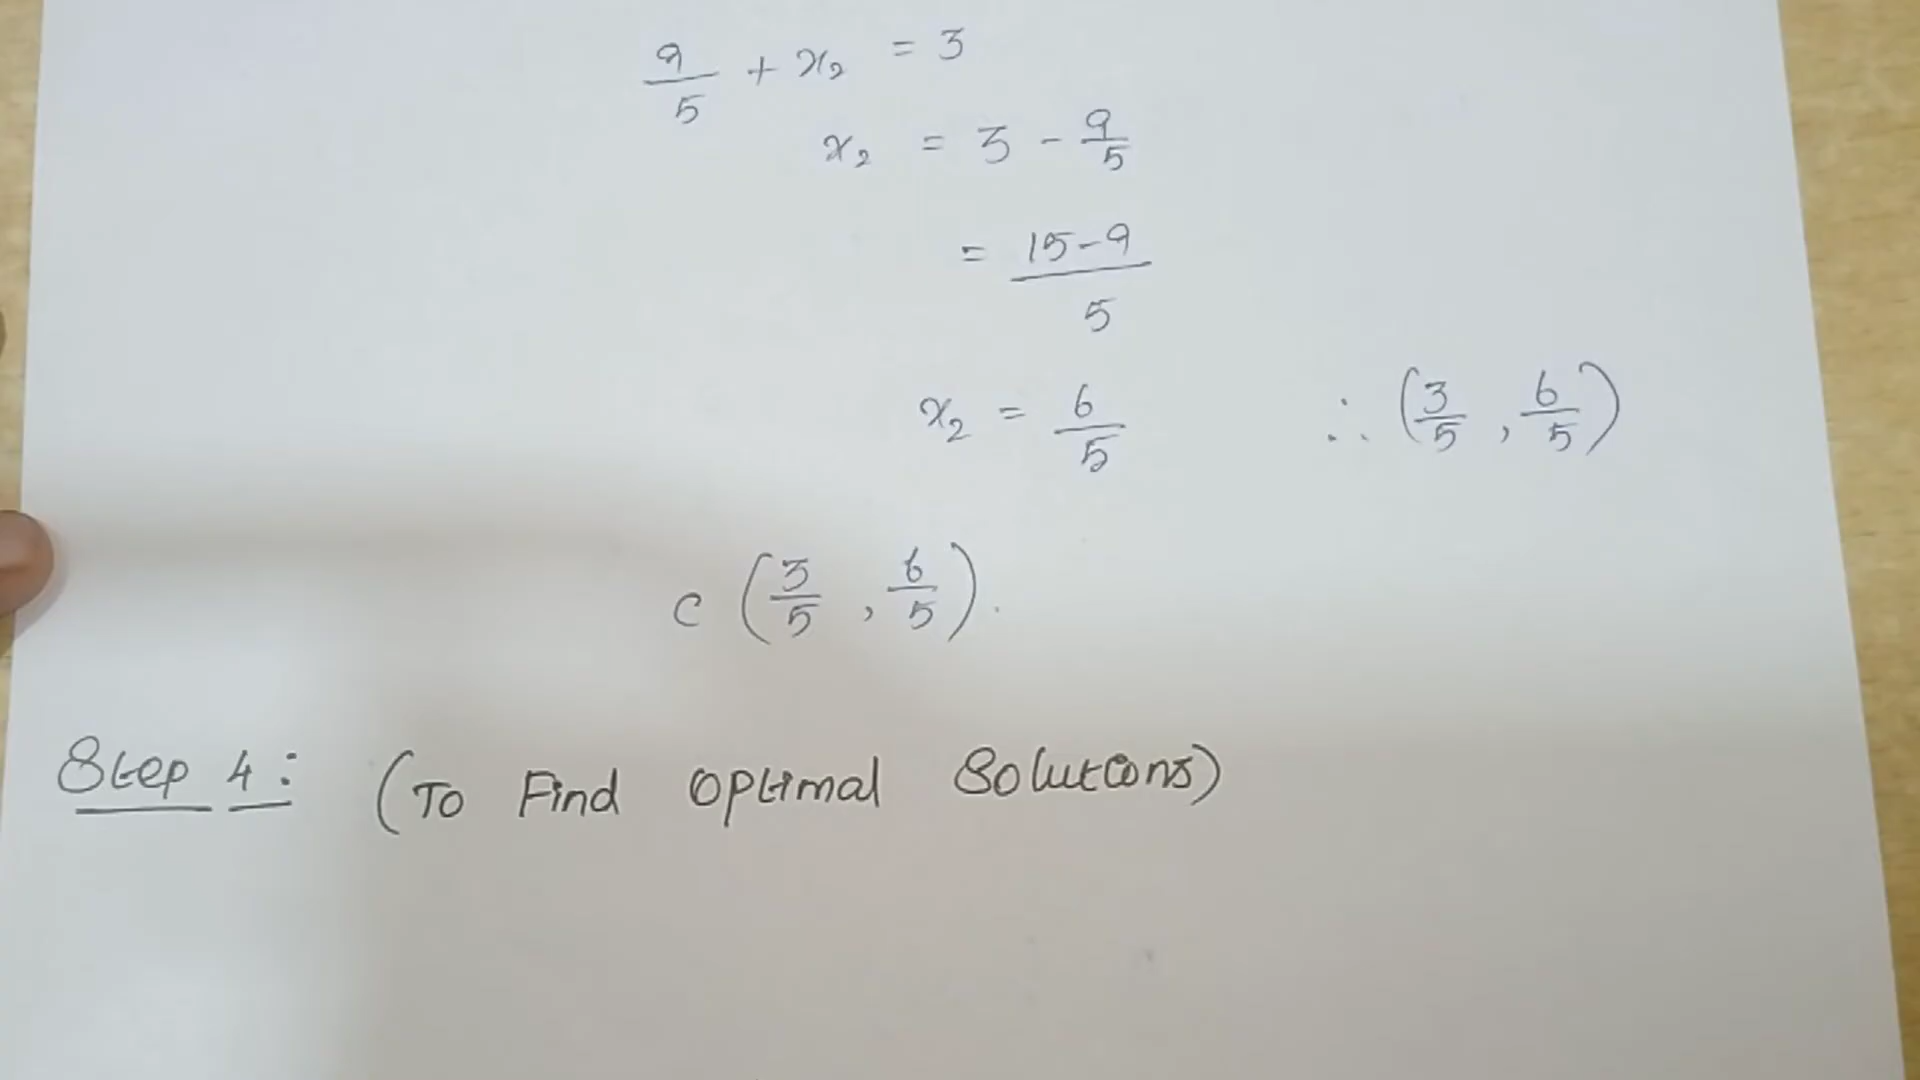 9/5 + x₂ = 3
x₂ = 3 - 9/5
= (15-9)/5
x₂ = 6/5 ∴ (3/5, 6/5)
C (3/5, 6/5).
Step 4: (To Find Optimal Solutions)